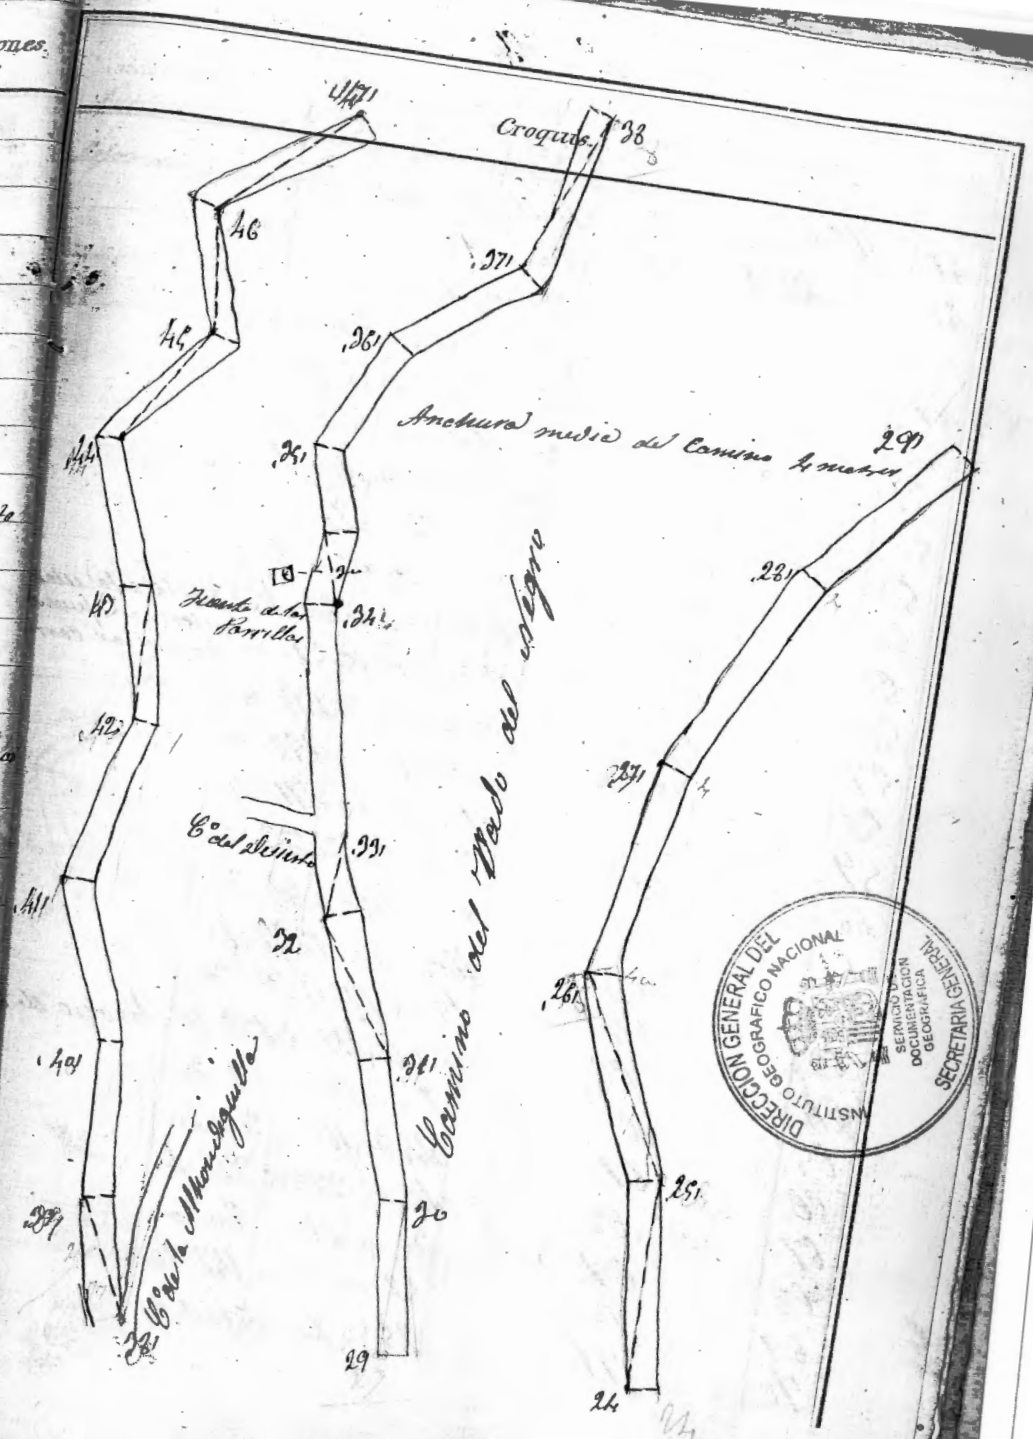 Croquis.
47
46
45
44
43
42
41
40
39
38
Cº de la Alhondiguilla
38
37
36
35
34
Fuente de las
Parrillas
33
Cº del
32
31
30
29
Anchura media del Camino 4 metros
Camino del Vado del Negro
29
28
27
26
25
24
DIRECCION GENERAL DEL
INSTITUTO GEOGRAFICO NACIONAL
SERVICIO DE
DOCUMENTACION
GEOGRAFICA
SECRETARIA GENERAL